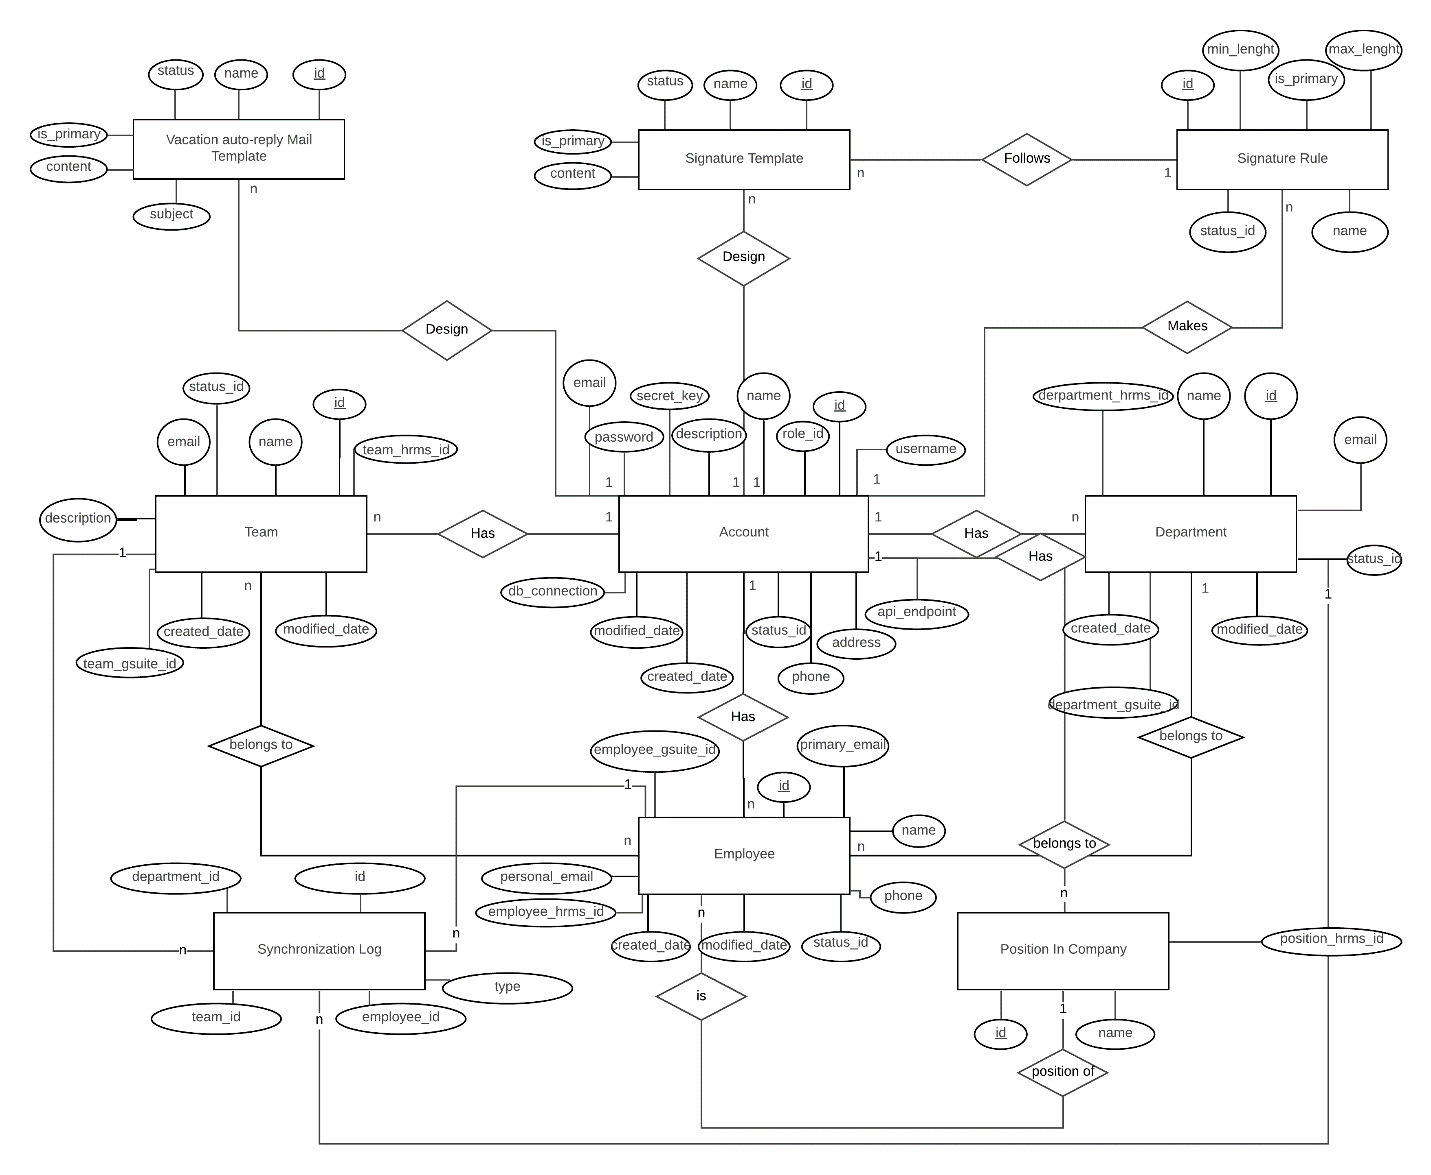 min_lenght
max_lenght
status
name
id
status
name
id
id
is_primary
is_primary
content
Vacation auto-reply Mail
Template
is_primary
content
Signature Template
Follows
Signature Rule
n
1
n
n
n
subject
status_id
name
Design
Design
Makes
status_id
id
email
name
team_hrms_id
email
password
secret_key
description
name
role_id
id
username
derpartment_hrms_id
name
id
email
1
1
1
1
description
Team
n
Has
1
Account
1
Has
n
Department
1
1
Has
status_id
n
1
1
1
db_connection
api_endpoint
created_date
modified_date
modified_date
status_id
address
created_date
modified_date
team_gsuite_id
created_date
phone
department_gsuite_id
belongs to
Has
belongs to
employee_gsuite_id
primary_email
1
id
n
name
n
Employee
n
belongs to
department_id
id
personal_email
employee_hrms_id
phone
n
n
n
created_date
modified_date
status_id
n
Synchronization Log
Position In Company
position_hrms_id
type
is
team_id
n
employee_id
1
id
name
position of